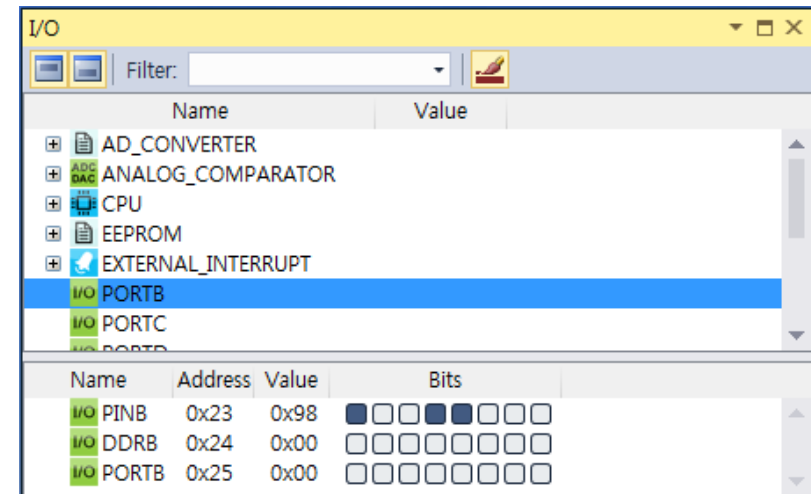 I/O
Filter:
Name Value
AD_CONVERTER
ADC DAC ANALOG_COMPARATOR
CPU
EEPROM
EXTERNAL_INTERRUPT
I/O PORTB
I/O PORTC
I/O PORTD
Name Address Value Bits
I/O PINB 0x23 0x98
I/O DDRB 0x24 0x00
I/O PORTB 0x25 0x00